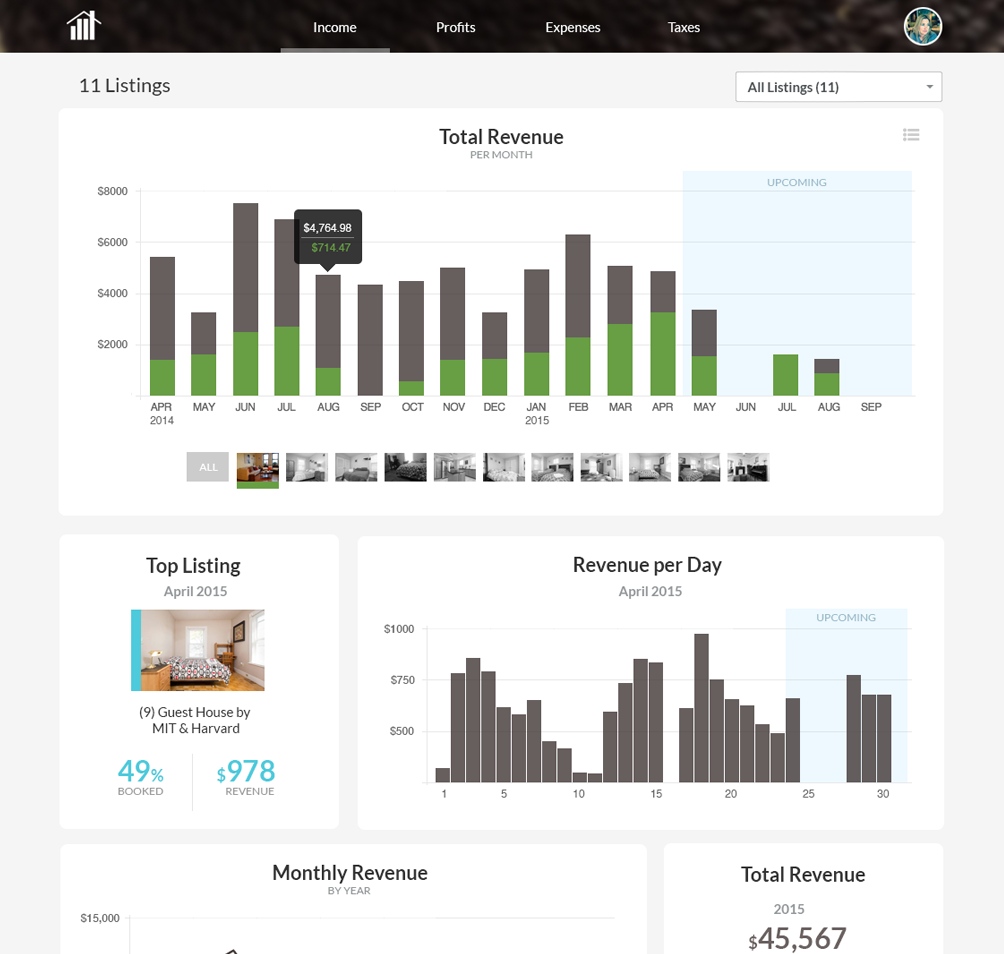 Income Profits Expenses Taxes
11 Listings
All Listings (11)
Total Revenue
PER MONTH
UPCOMING
$8000
$6000
$4000
$2000
$4,764.98
$714.47
APR MAY JUN JUL AUG SEP OCT NOV DEC JAN FEB MAR APR MAY JUN JUL AUG SEP
2014 2015
ALL
Top Listing
April 2015
(9) Guest House by
MIT & Harvard
49% $978
BOOKED REVENUE
Revenue per Day
April 2015
UPCOMING
$1000
$750
$500
1 5 10 15 20 25 30
Monthly Revenue
BY YEAR
$15,000
Total Revenue
2015
$45,567